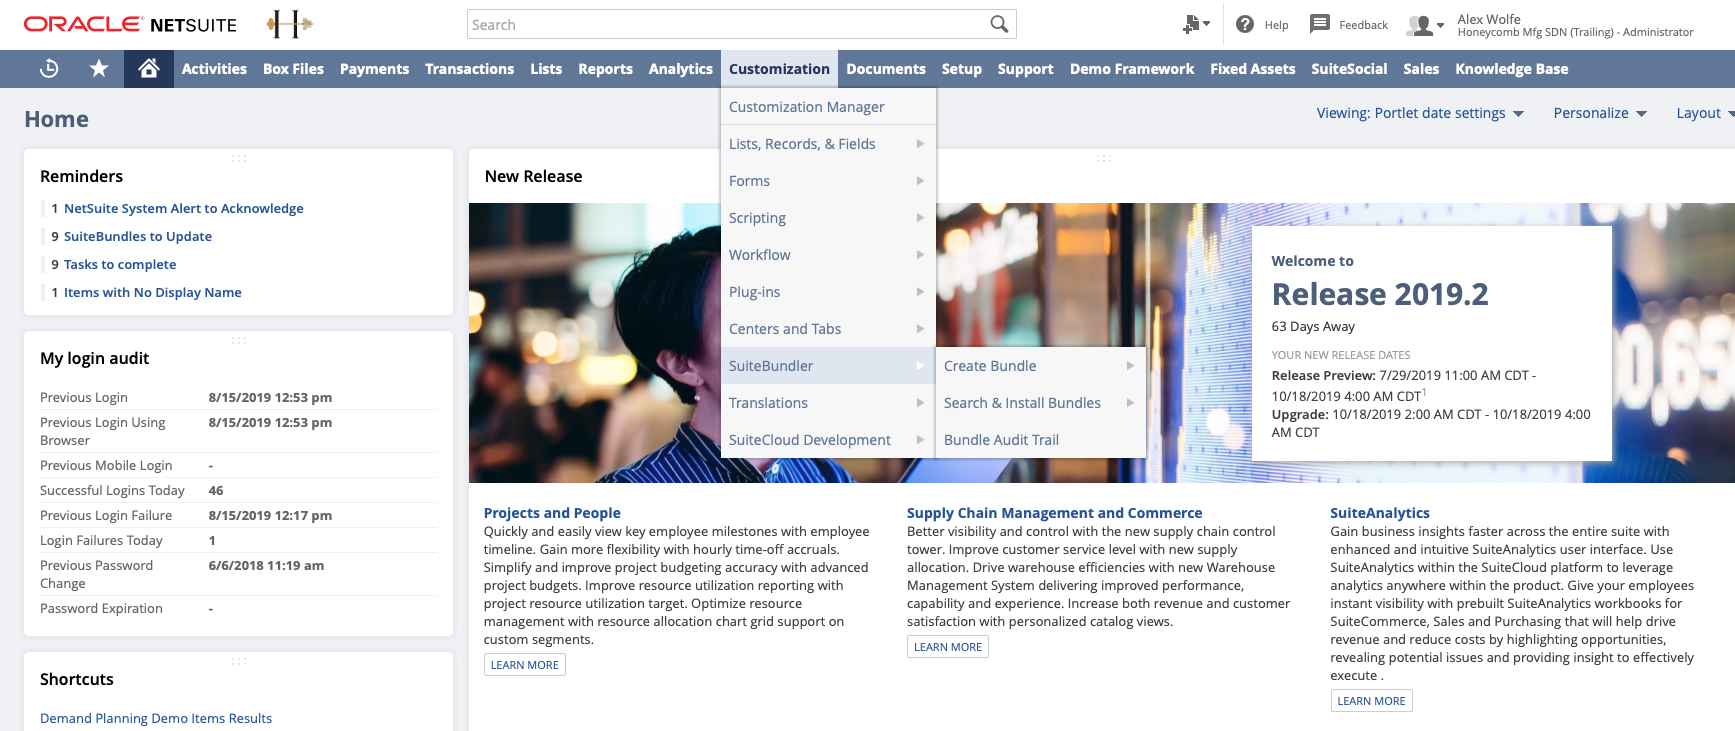 ORACLE NETSUITE
H
Search
Help
Feedback
Alex Wolfe
Honeycomb Mfg SDN (Trailing) - Administrator
Activities Box Files Payments Transactions Lists Reports Analytics Customization Documents Setup Support Demo Framework Fixed Assets SuiteSocial Sales Knowledge Base
Home
Viewing: Portlet date settings
Personalize
Layout
Customization Manager
Lists, Records, & Fields
Forms
Scripting
Workflow
Plug-ins
Centers and Tabs
SuiteBundler
Translations
SuiteCloud Development
Create Bundle
Search & Install Bundles
Bundle Audit Trail
Reminders
1 NetSuite System Alert to Acknowledge
9 SuiteBundles to Update
9 Tasks to complete
1 Items with No Display Name
My login audit
Previous Login 8/15/2019 12:53 pm
Previous Login Using 8/15/2019 12:53 pm
Browser
Previous Mobile Login -
Successful Logins Today 46
Previous Login Failure 8/15/2019 12:17 pm
Login Failures Today 1
Previous Password 6/6/2018 11:19 am
Change
Password Expiration -
Shortcuts
Demand Planning Demo Items Results
New Release
Welcome to
Release 2019.2
63 Days Away
YOUR NEW RELEASE DATES
Release Preview: 7/29/2019 11:00 AM CDT -
10/18/2019 4:00 AM CDT1
Upgrade: 10/18/2019 2:00 AM CDT - 10/18/2019 4:00
AM CDT
Projects and People
Quickly and easily view key employee milestones with employee
timeline. Gain more flexibility with hourly time-off accruals.
Simplify and improve project budgeting accuracy with advanced
project budgets. Improve resource utilization reporting with
project resource utilization target. Optimize resource
management with resource allocation chart grid support on
custom segments.
LEARN MORE
Supply Chain Management and Commerce
Better visibility and control with the new supply chain control
tower. Improve customer service level with new supply
allocation. Drive warehouse efficiencies with new Warehouse
Management System delivering improved performance,
capability and experience. Increase both revenue and customer
satisfaction with personalized catalog views.
LEARN MORE
SuiteAnalytics
Gain business insights faster across the entire suite with
enhanced and intuitive SuiteAnalytics user interface. Use
SuiteAnalytics within the SuiteCloud platform to leverage
analytics anywhere within the product. Give your employees
instant visibility with prebuilt SuiteAnalytics workbooks for
SuiteCommerce, Sales and Purchasing that will help drive
revenue and reduce costs by highlighting opportunities,
revealing potential issues and providing insight to effectively
execute .
LEARN MORE